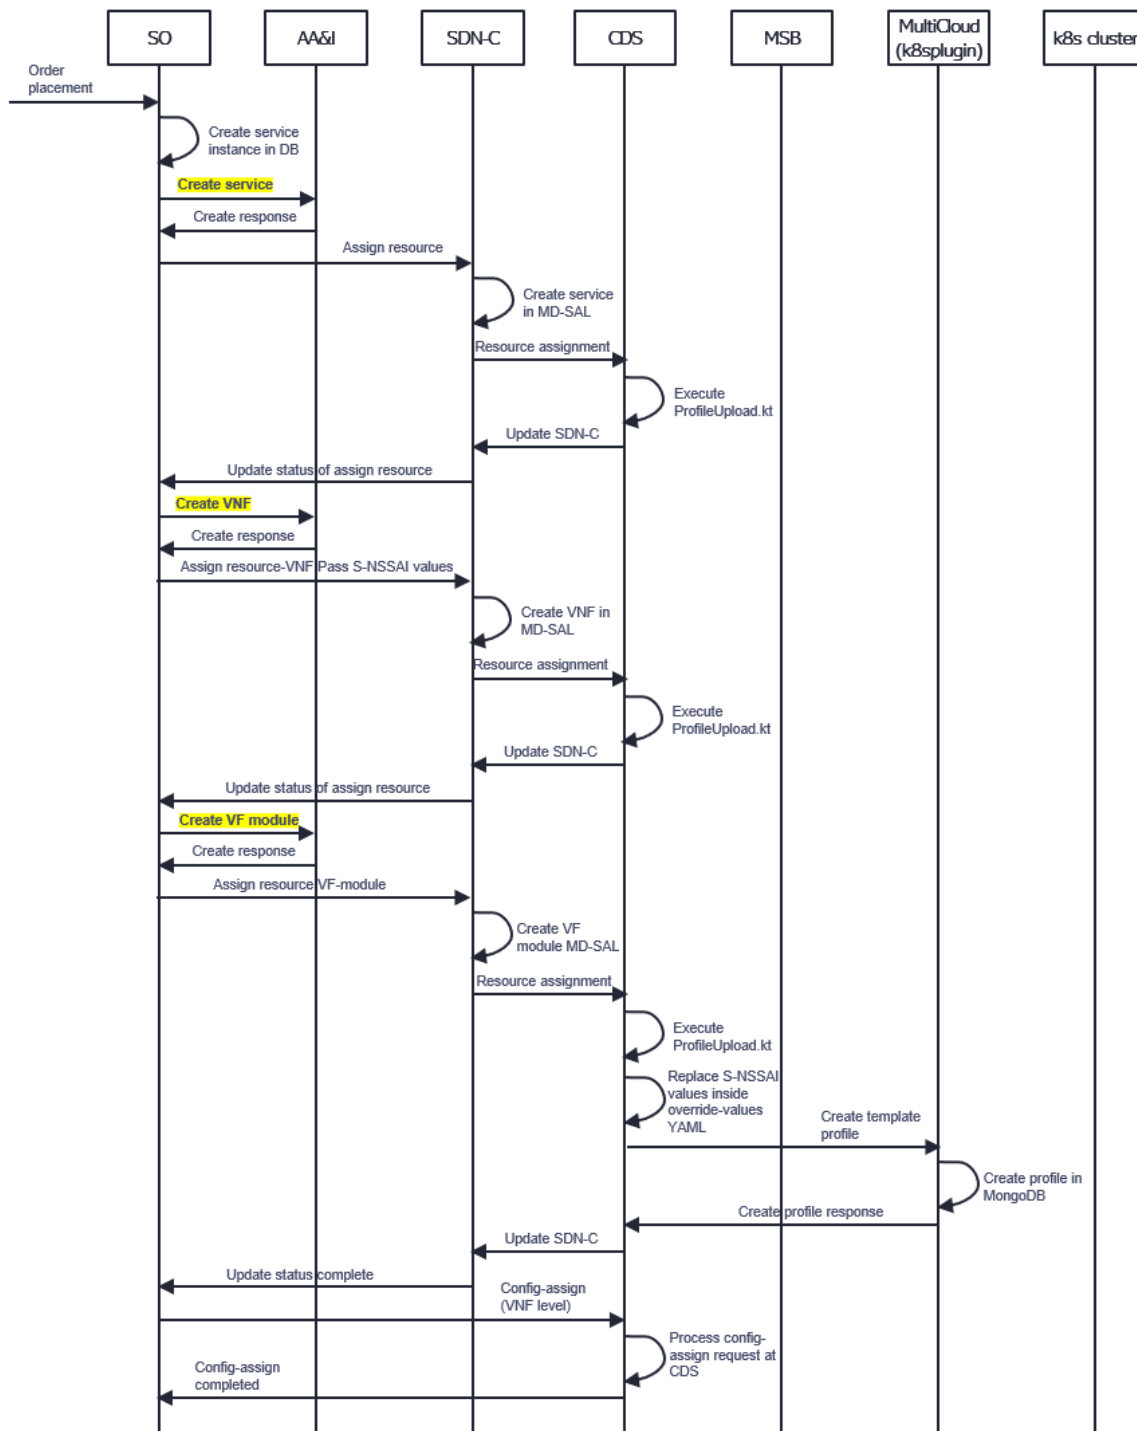 SO
AA&I
SDN-C
CDS
MSB
MultiCloud
(k8splugin)
k8s cluster
Order
placement
Create service
instance in DB
Create service
Create response
Assign resource
Create service
in MD-SAL
Resource assignment
Execute
ProfileUpload.kt
Update SDN-C
Update status of assign resource
Create VNF
Create response
Assign resource-VNF Pass S-NSSAI values
Create VNF in
MD-SAL
Resource assignment
Execute
ProfileUpload.kt
Update SDN-C
Update status of assign resource
Create VF module
Create response
Assign resource VF-module
Create VF
module MD-SAL
Resource assignment
Execute
ProfileUpload.kt
Replace S-NSSAI
values inside
override-values
YAML
Create template
profile
Create profile in
MongoDB
Create profile response
Update SDN-C
Update status complete
Config-assign
(VNF level)
Process config-
assign request at
CDS
Config-assign
completed